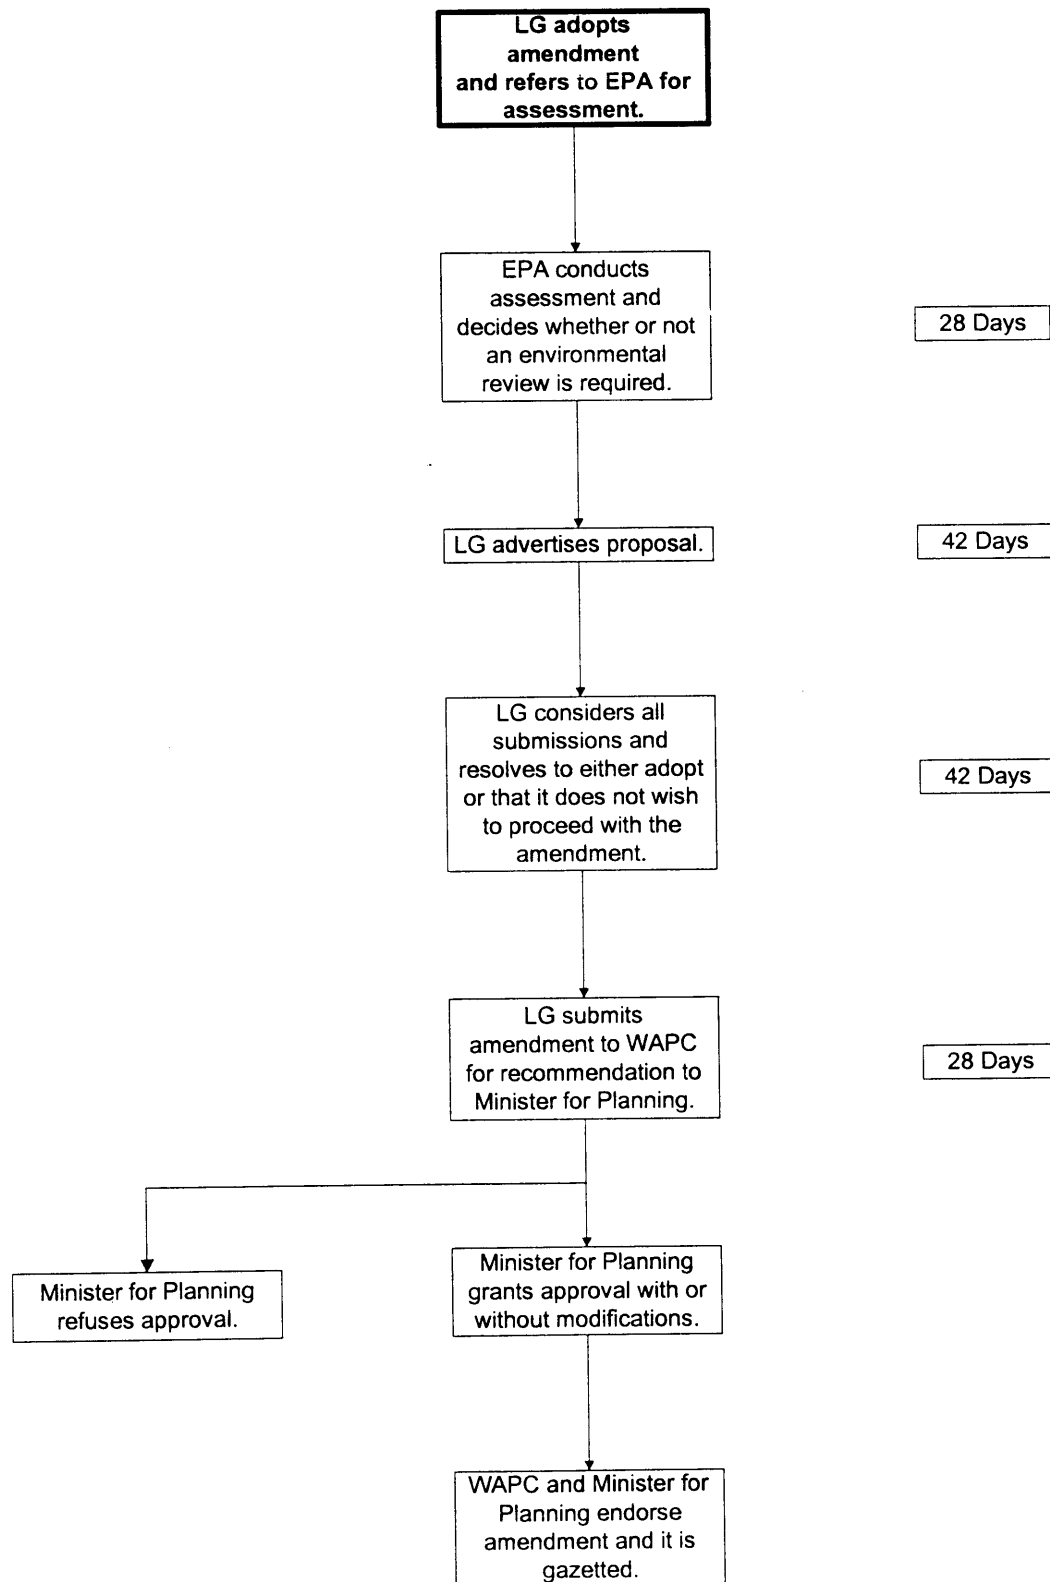 LG adopts
amendment
and refers to EPA for
assessment.
EPA conducts
assessment and
decides whether or not
an environmental
review is required.
28 Days
LG advertises proposal.
42 Days
LG considers all
submissions and
resolves to either adopt
or that it does not wish
to proceed with the
amendment.
42 Days
LG submits
amendment to WAPC
for recommendation to
Minister for Planning.
28 Days
Minister for Planning
refuses approval.
Minister for Planning
grants approval with or
without modifications.
WAPC and Minister for
Planning endorse
amendment and it is
gazetted.